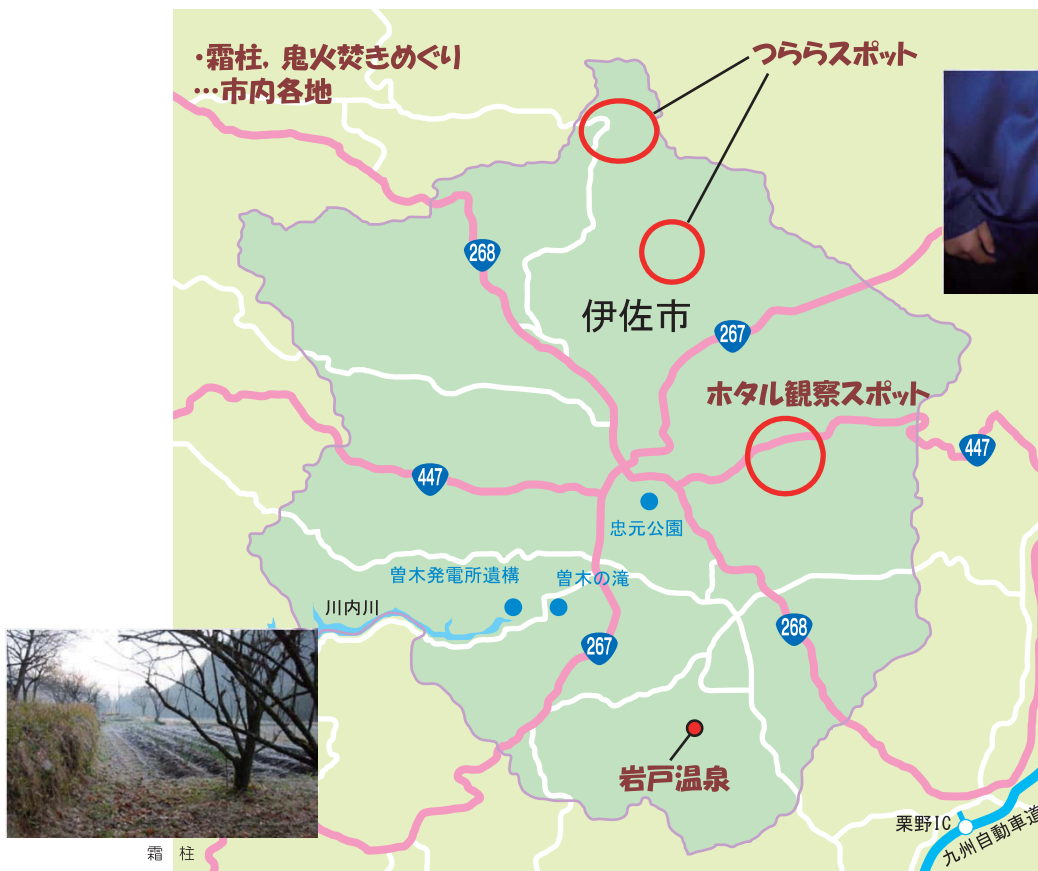 ・霜柱，鬼火焚きめぐり
…市内各地
つららスポット
268
伊佐市
267
ホタル観察スポット
447
447
忠元公園
曽木発電所遺構
曽木の滝
川内川
267
268
岩戸温泉
栗野IC
九州自動車道
霜 柱